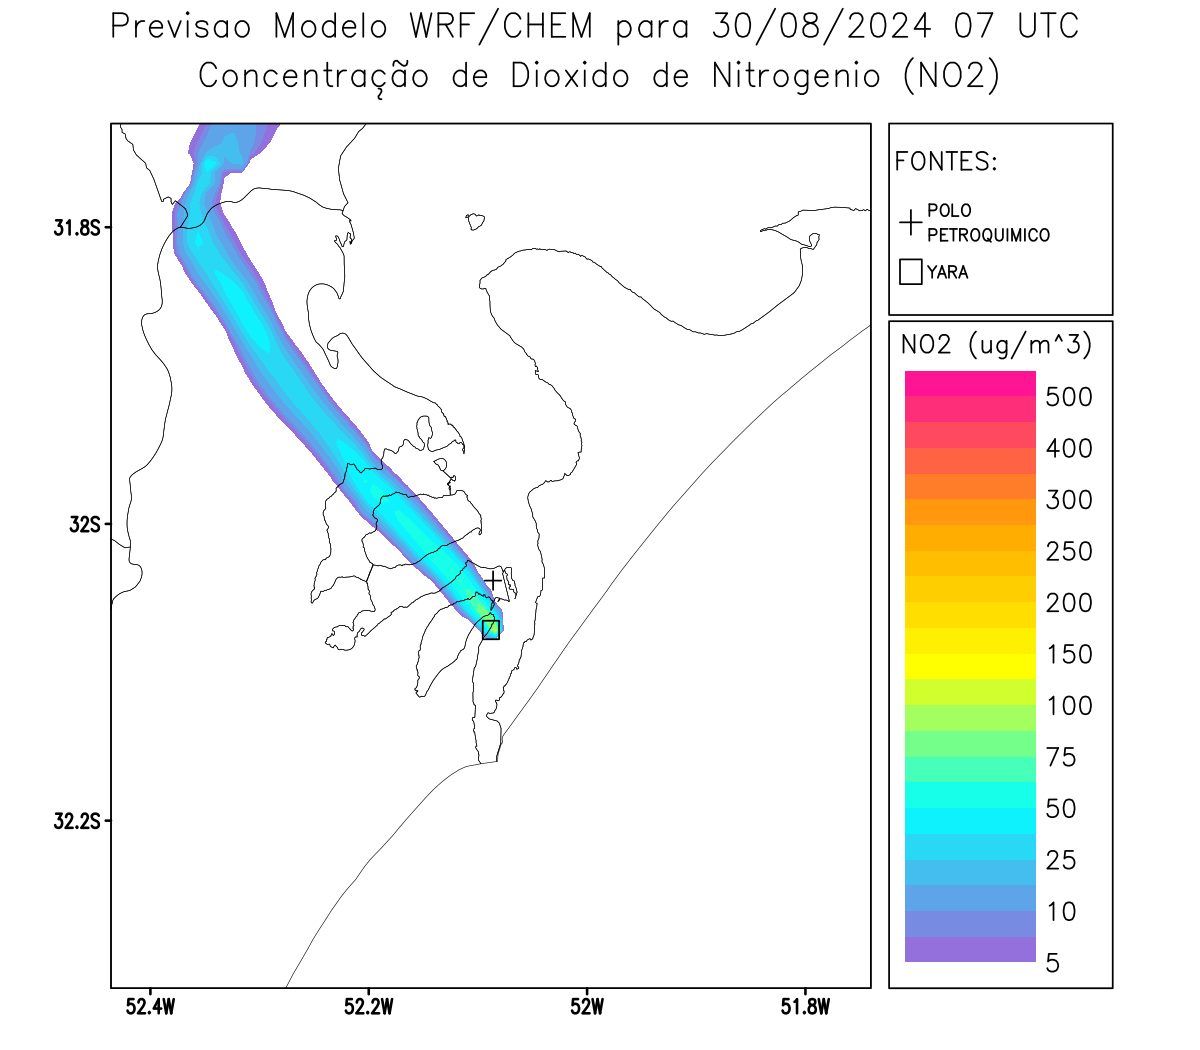 Previsao Modelo WRF/CHEM para 30/08/2024 07 UTC
Concentração de Dioxido de Nitrogenio (NO2)
FONTES:
POLO
PETROQUIMICO
YARA
31.8S
32S
32.2S
52.4W
52.2W
52W
51.8W
NO2 (ug/m^3)
500
400
300
250
200
150
100
75
50
25
10
5